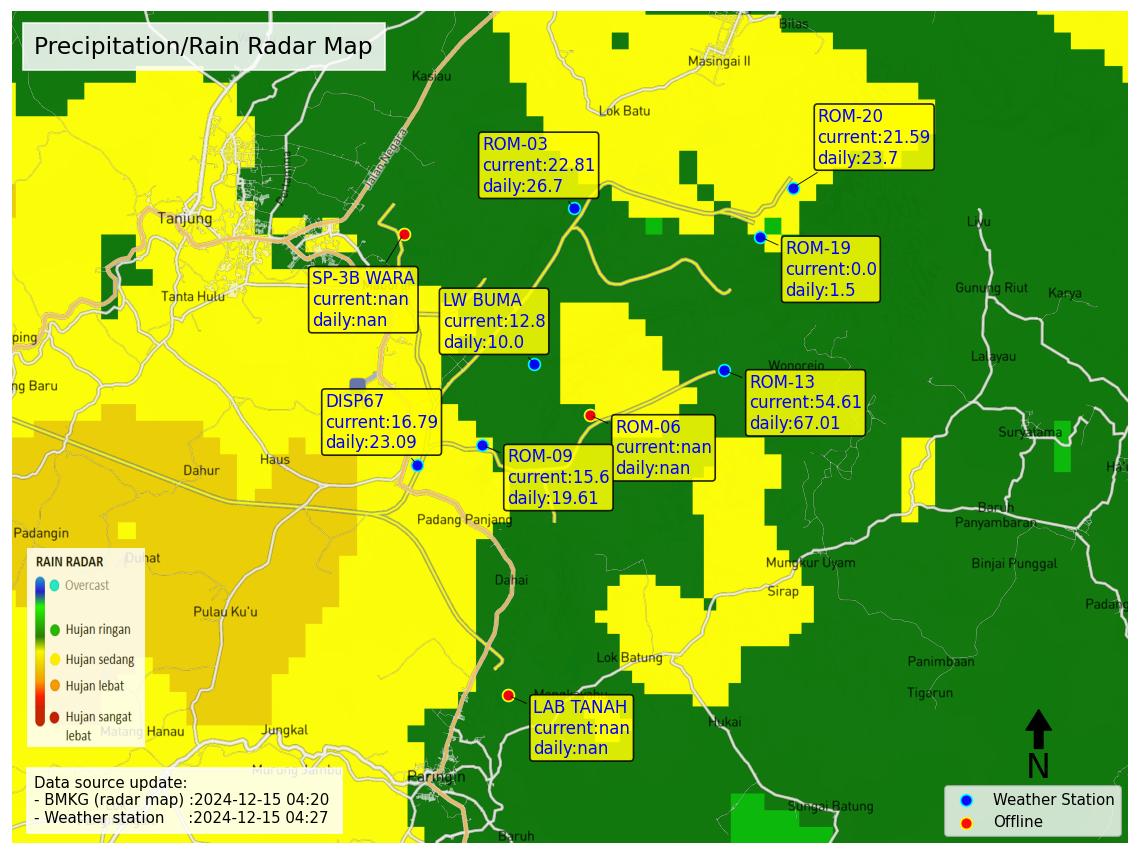 Precipitation/Rain Radar Map
Bilas
Masingai II
Kasiau
Lok Batu
Jalan Negara
Tanjung
Tanta Hulu
ROM-03
current:22.81
daily:26.7
ROM-20
current:21.59
daily:23.7
ROM-19
current:0.0
daily:1.5
SP-3B WARA
current:nan
daily:nan
LW BUMA
current:12.8
daily:10.0
Liyu
Gunung Riut
Karya
Lalayau
Wonorejo
ROM-13
current:54.61
daily:67.01
DISP67
current:16.79
daily:23.09
ROM-06
current:nan
daily:nan
ROM-09
current:15.6
daily:19.61
ping
ng Baru
Haus
Dahur
Padangin
Padang Panjang
Suryatama
Baruh
Panyambaran
Mungkur Uyam
Binjai Punggal
Dahai
Sirap
Padang
Pulau Ku'u
Lok Batung
Panimbaan
Tigarun
LAB TANAH
current:nan
daily:nan
Hukai
Jungkal
Matang Hanau
Murung Jambu
Paringin
Sungai Batung
Baruh
RAIN RADAR
Overcast
Hujan ringan
Hujan sedang
Hujan lebat
Hujan sangat
lebat
Data source update:
- BMKG (radar map) :2024-12-15 04:20
- Weather station :2024-12-15 04:27
N
Weather Station
Offline